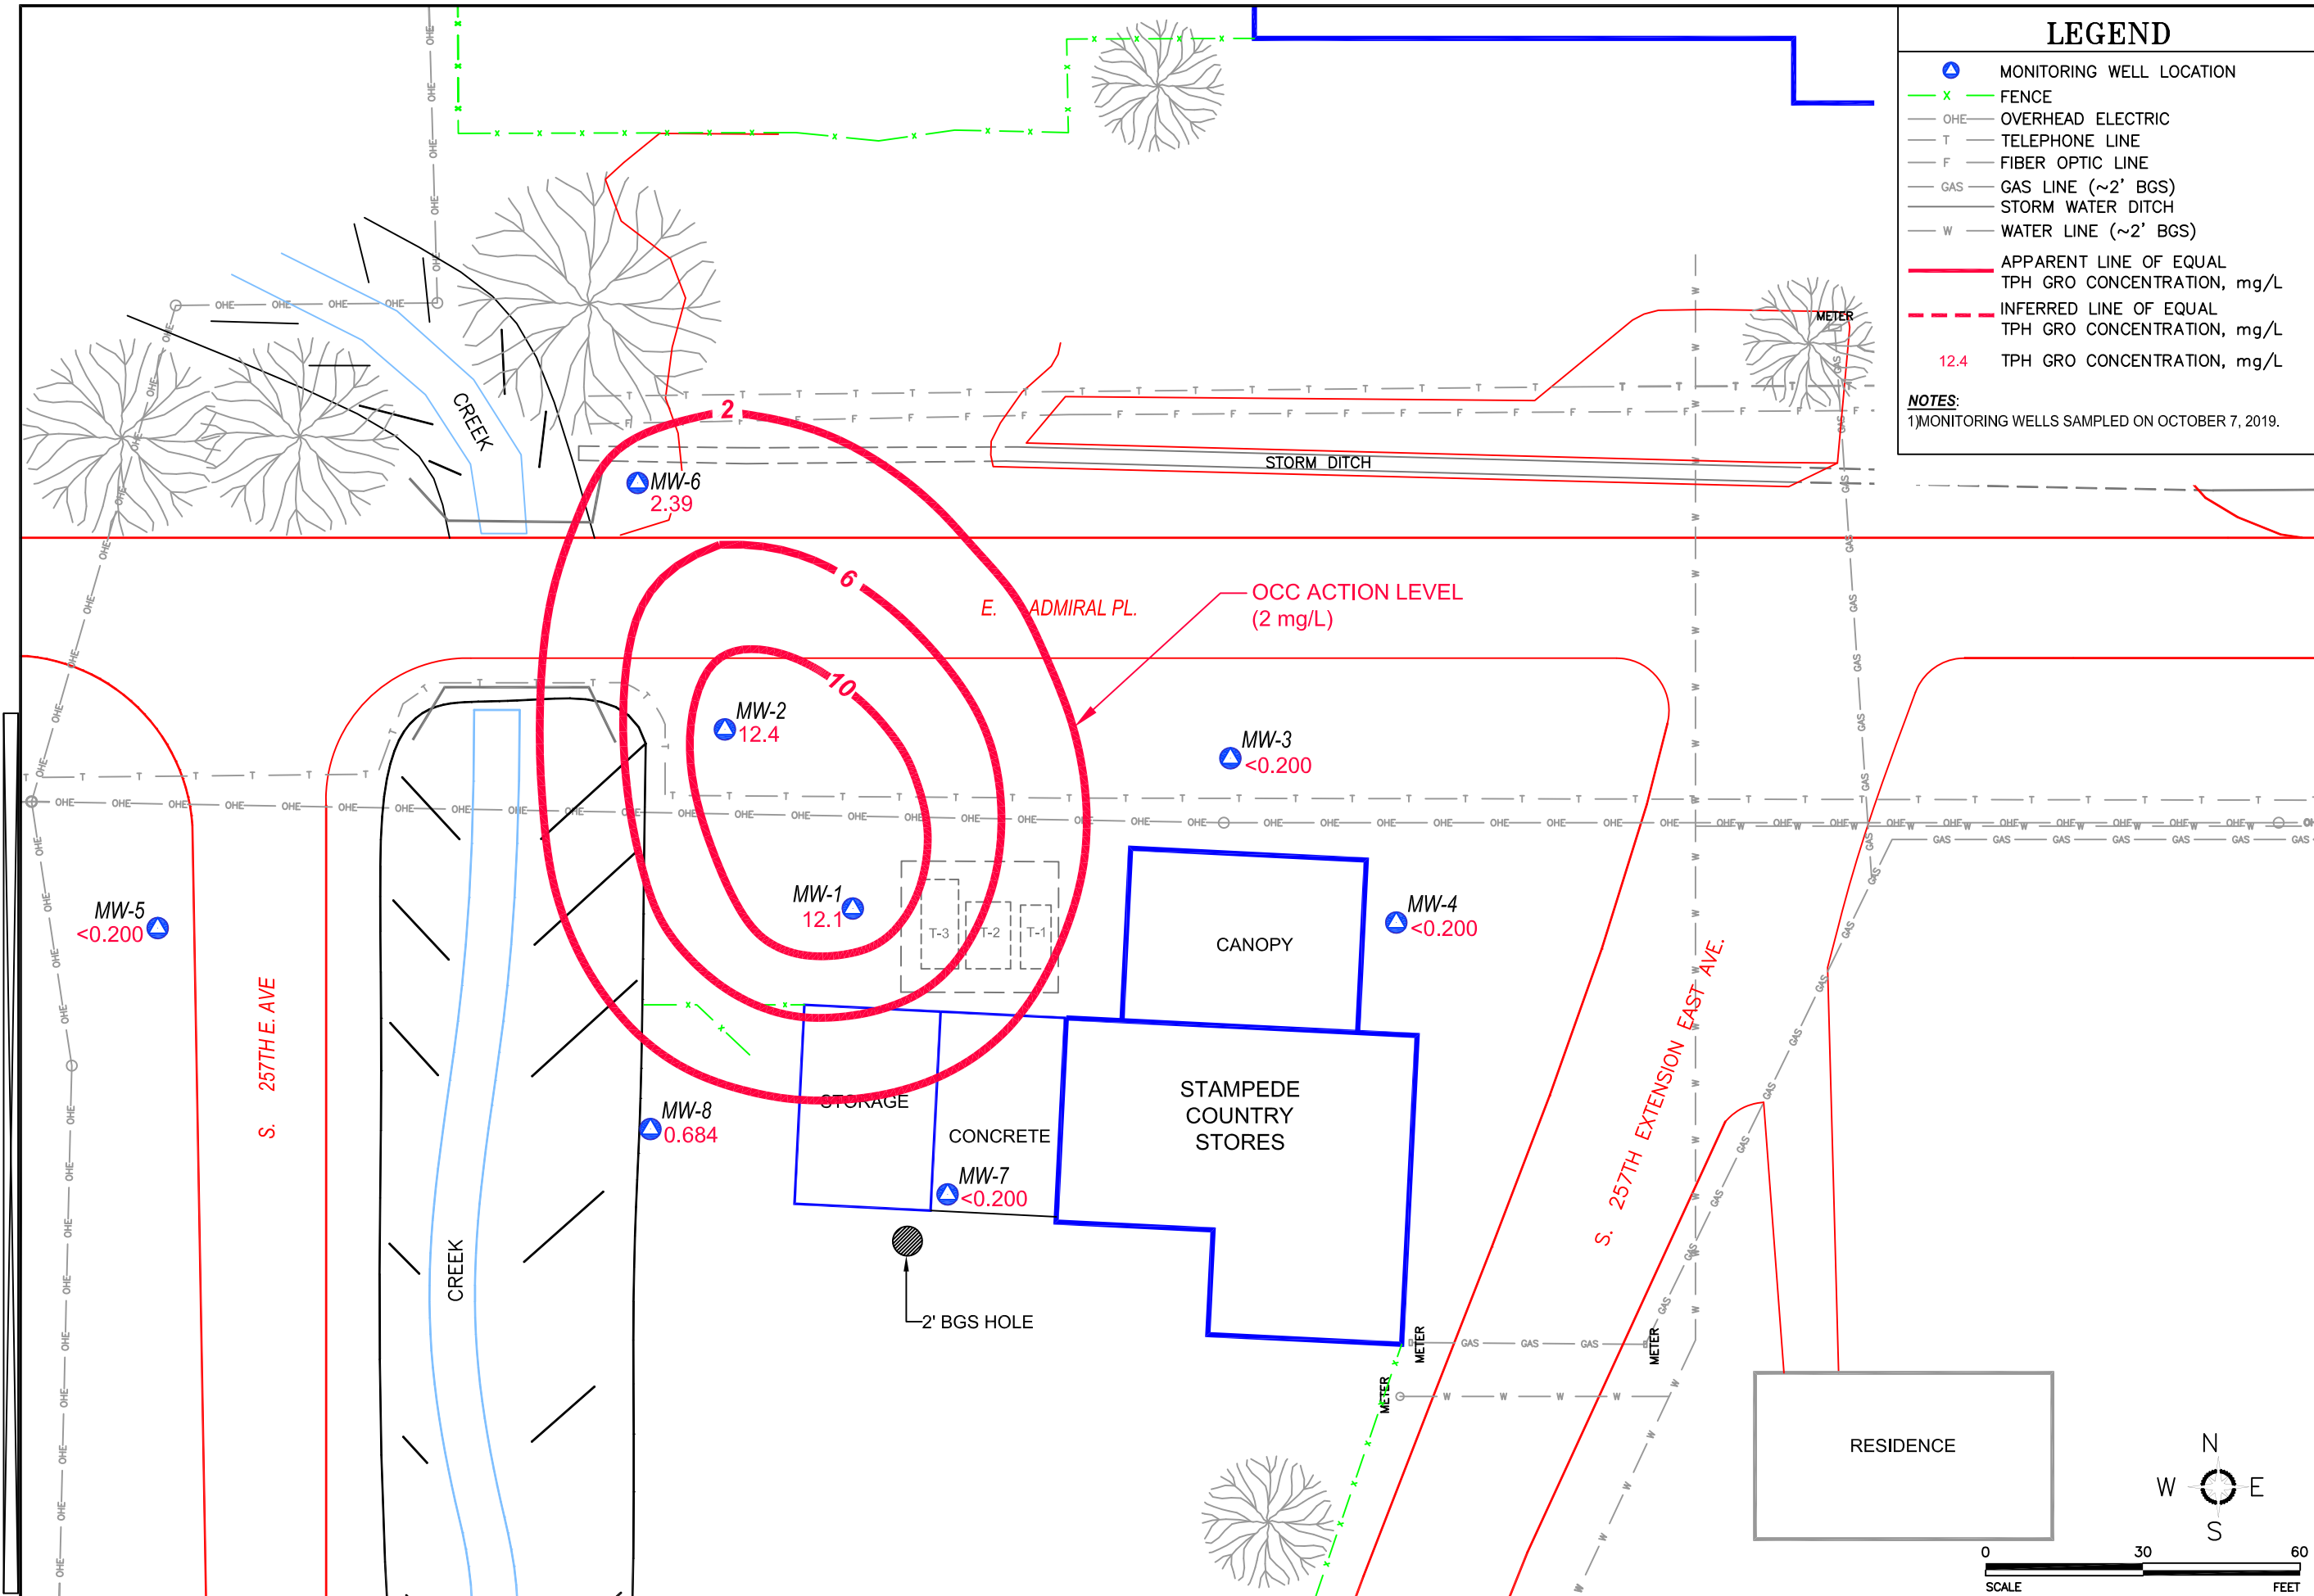 LEGEND
MONITORING WELL LOCATION
X FENCE
OHE OVERHEAD ELECTRIC
T TELEPHONE LINE
F FIBER OPTIC LINE
GAS GAS LINE (~2' BGS)
STORM WATER DITCH
W WATER LINE (~2' BGS)
APPARENT LINE OF EQUAL
TPH GRO CONCENTRATION, mg/L
INFERRED LINE OF EQUAL
TPH GRO CONCENTRATION, mg/L
12.4 TPH GRO CONCENTRATION, mg/L
NOTES:
1)MONITORING WELLS SAMPLED ON OCTOBER 7, 2019.
METER
CREEK
2
STORM DITCH
MW-6
2.39
6
E. ADMIRAL PL.
OCC ACTION LEVEL
(2 mg/L)
10
MW-2
12.4
MW-3
<0.200
MW-1
12.1
MW-5
<0.200
T-3
T-2
T-1
CANOPY
MW-4
<0.200
S. 257TH E. AVE
S. 257TH EXTENSION EAST AVE.
STORAGE
CONCRETE
STAMPEDE
COUNTRY
STORES
MW-8
0.684
MW-7
<0.200
CREEK
2' BGS HOLE
METER
METER
METER
RESIDENCE
N
W E
S
0 30 60
SCALE FEET